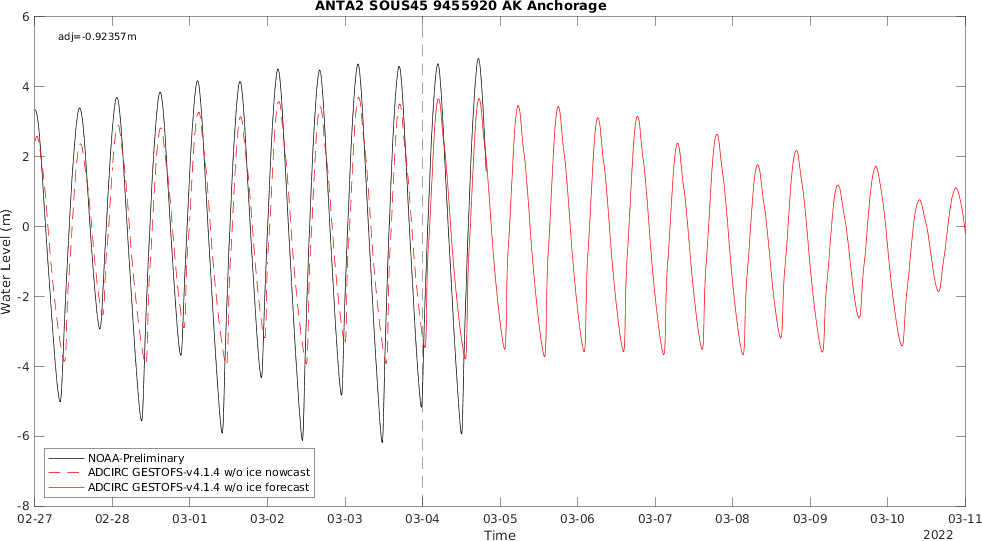 ANTA2 SOUS45 9455920 AK Anchorage
adj=-0.92357m
6
4
2
0
-2
-4
-6
-8
Water Level (m)
NOAA-Preliminary
ADCIRC GESTOFS-v4.1.4 w/o ice nowcast
ADCIRC GESTOFS-v4.1.4 w/o ice forecast
02-27 02-28 03-01 03-02 03-03 03-04 03-05 03-06 03-07 03-08 03-09 03-10 03-11
Time
2022